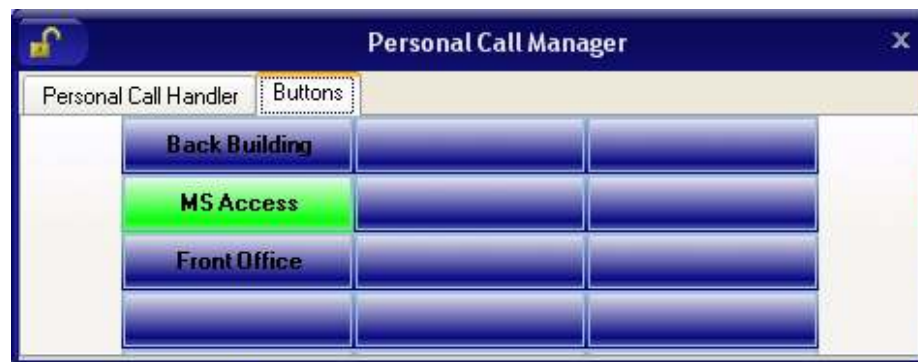 Personal Call Manager
Personal Call Handler
Buttons
Back Building
MS Access
Front Office